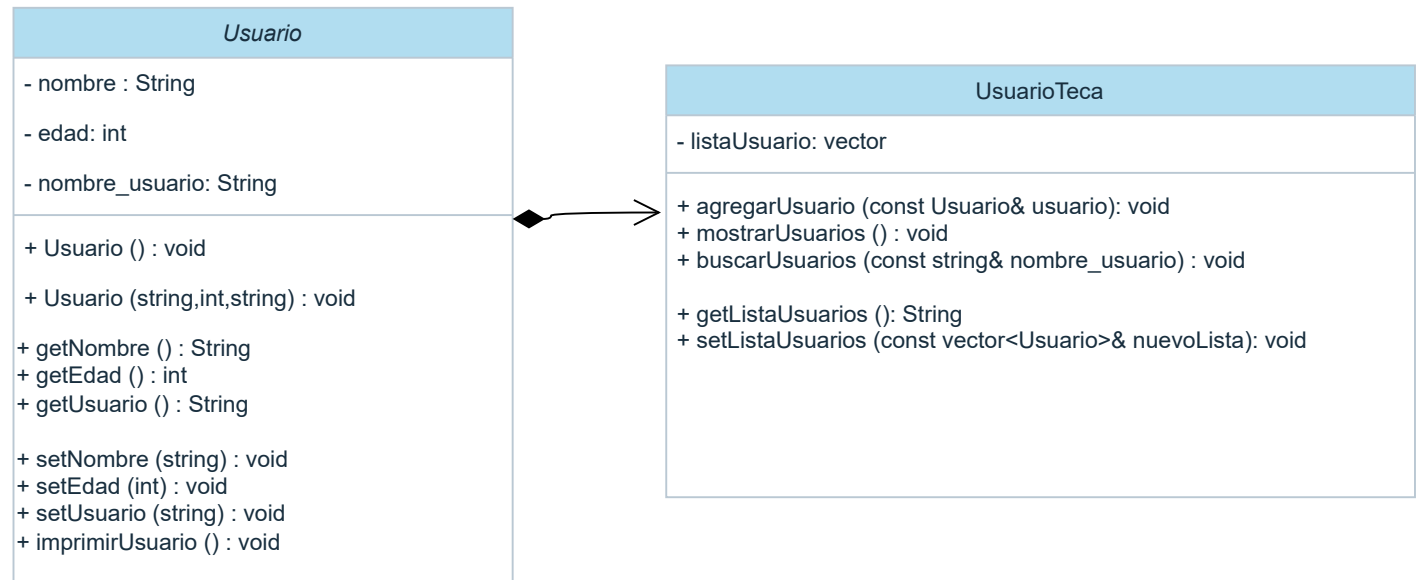 Usuario
- nombre : String
- edad: int
- nombre_usuario: String
+ Usuario () : void
+ Usuario (string,int,string) : void
+ getNombre () : String
+ getEdad () : int
+ getUsuario () : String
+ setNombre (string) : void
+ setEdad (int) : void
+ setUsuario (string) : void
+ imprimirUsuario () : void
UsuarioTeca
- listaUsuario: vector
+ agregarUsuario (const Usuario& usuario): void
+ mostrarUsuarios () : void
+ buscarUsuarios (const string& nombre_usuario) : void
+ getListaUsuarios (): String
+ setListaUsuarios (const vector<Usuario>& nuevoLista): void